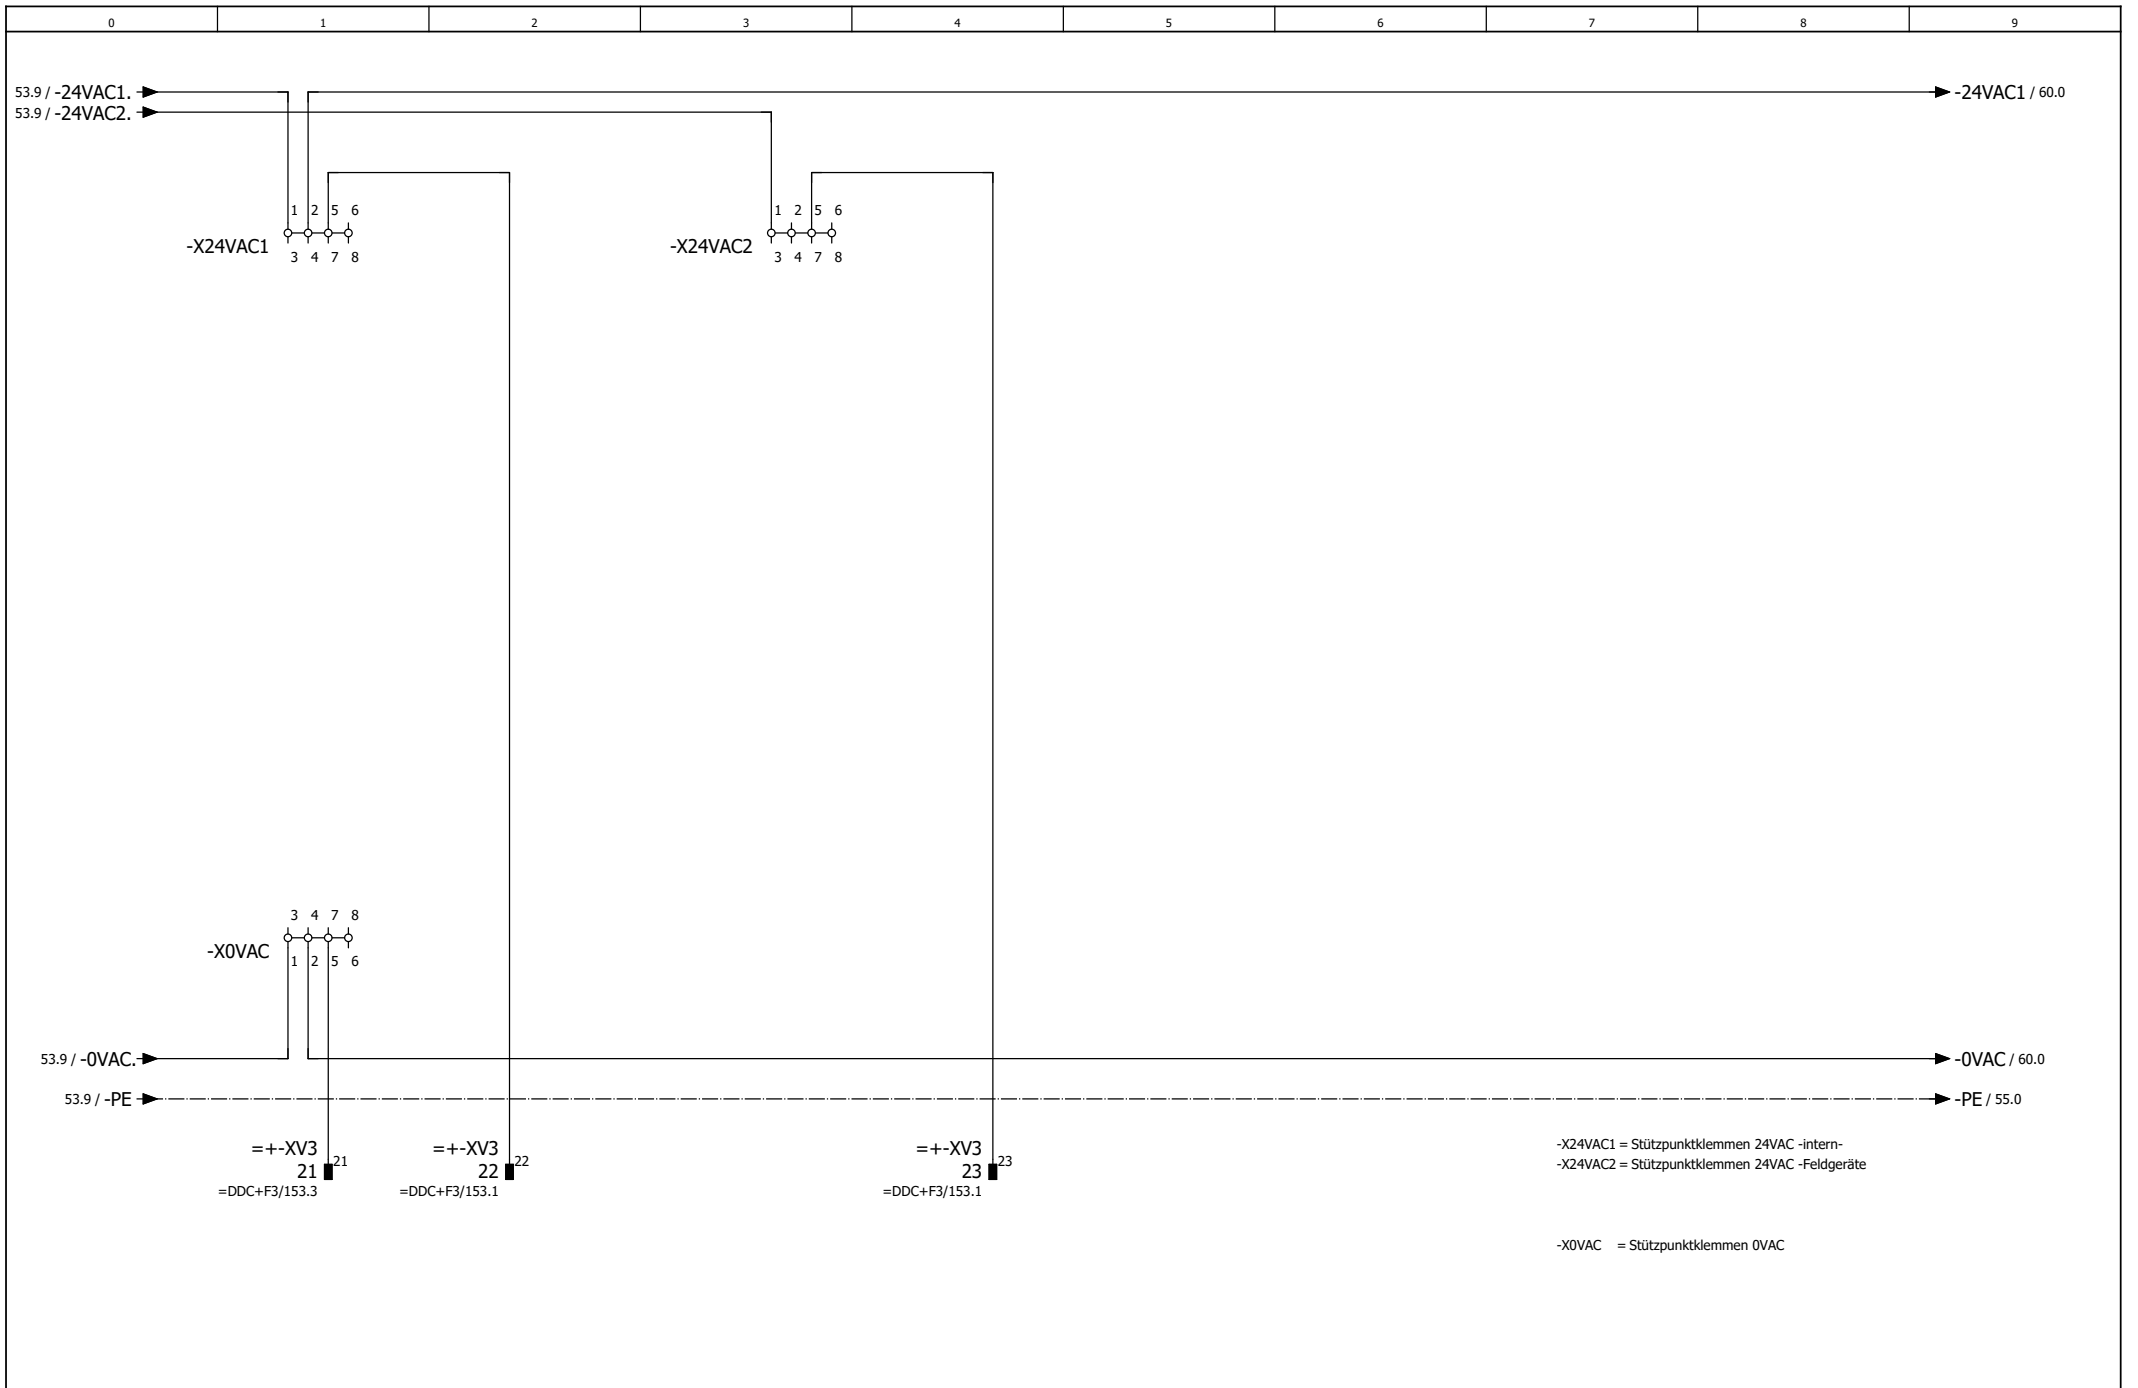 0 1 2 3 4 5 6 7 8 9
53.9 / -24VAC1. -24VAC1 / 60.0
53.9 / -24VAC2.
1 2 5 6 1 2 5 6
-X24VAC1 -X24VAC2
3 4 7 8 3 4 7 8
3 4 7 8
-X0VAC
1 2 5 6
53.9 / -0VAC. -0VAC / 60.0
53.9 / -PE -PE / 55.0
=+-XV3 =+-XV3 =+-XV3
21 21 22 22 23 23
=DDC+F3/153.3 =DDC+F3/153.1 =DDC+F3/153.1
-X24VAC1 = Stützpunktklemmen 24VAC -intern-
-X24VAC2 = Stützpunktklemmen 24VAC -Feldgeräte
-X0VAC = Stützpunktklemmen 0VAC